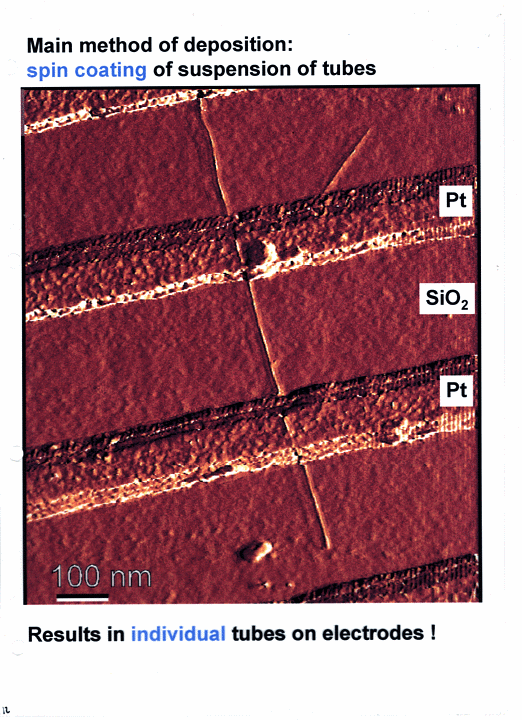 Main method of deposition:
spin coating of suspension of tubes
Pt
SiO₂
Pt
100 nm
Results in individual tubes on electrodes !
12